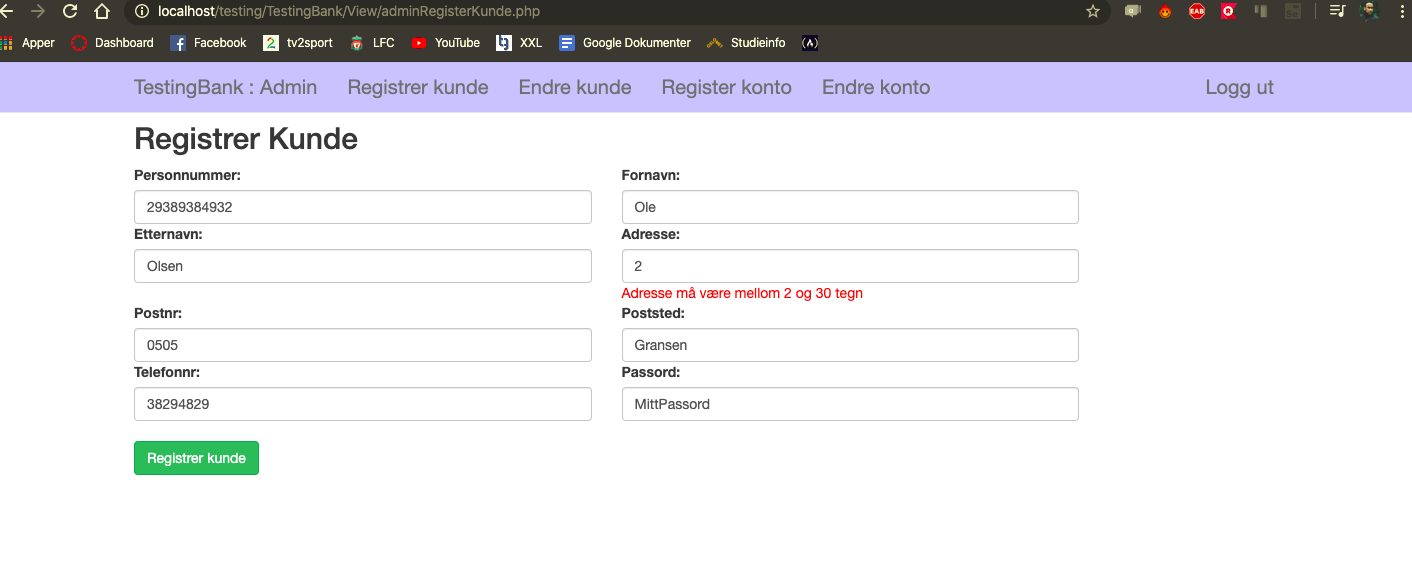 localhost/testing/TestingBank/View/adminRegisterKunde.php
Apper Dashboard Facebook 2 tv2sport LFC YouTube XXL Google Dokumenter Studieinfo (A)
TestingBank : Admin Registrer kunde Endre kunde Register konto Endre konto Logg ut
Registrer Kunde
Personnummer: Fornavn:
29389384932 Ole
Etternavn: Adresse:
Olsen 2
Adresse må være mellom 2 og 30 tegn
Postnr: Poststed:
0505 Gransen
Telefonnr: Passord:
38294829 MittPassord
Registrer kunde